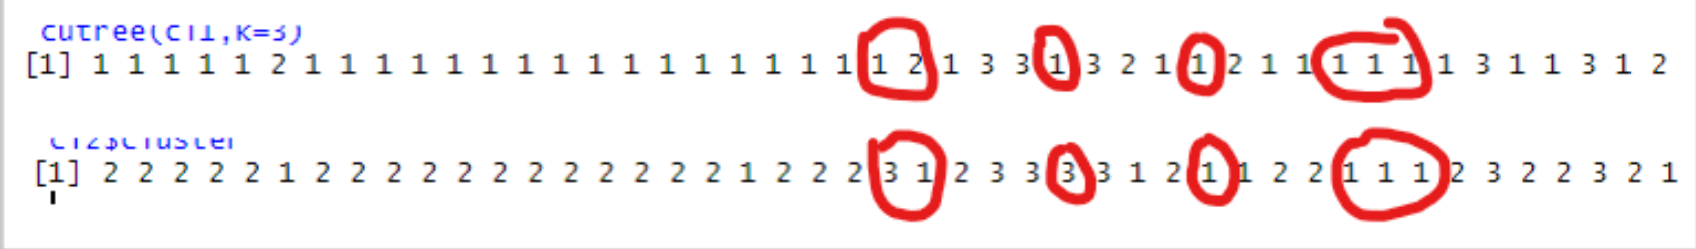 cutree(cl1,k=3)
[1] 1 1 1 1 1 2 1 1 1 1 1 1 1 1 1 1 1 1 1 1 1 1 1 2 1 3 3 1 3 2 1 1 2 1 1 1 1 1 1 3 1 1 3 1 2
cl2$cluster
[1] 2 2 2 2 2 1 2 2 2 2 2 2 2 2 2 2 2 2 1 2 2 2 3 1 2 3 3 3 3 1 2 1 1 2 2 1 1 1 2 3 2 2 3 2 1